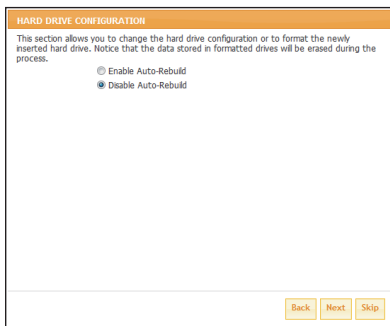 HARD DRIVE CONFIGURATION
This section allows you to change the hard drive configuration or to format the newly
inserted hard drive. Notice that the data stored in formatted drives will be erased during the
process.
Enable Auto-Rebuild
Disable Auto-Rebuild
Back Next Skip